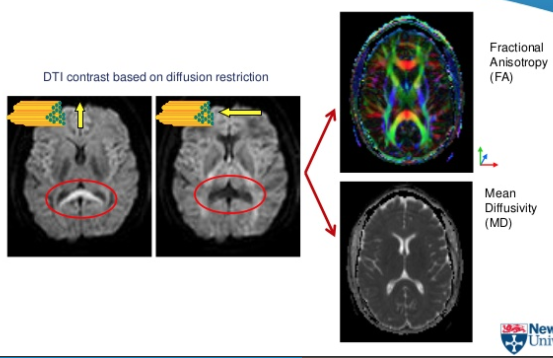 DTI contrast based on diffusion restriction
Fractional
Anisotropy
(FA)
Mean
Diffusivity
(MD)
New
Univ